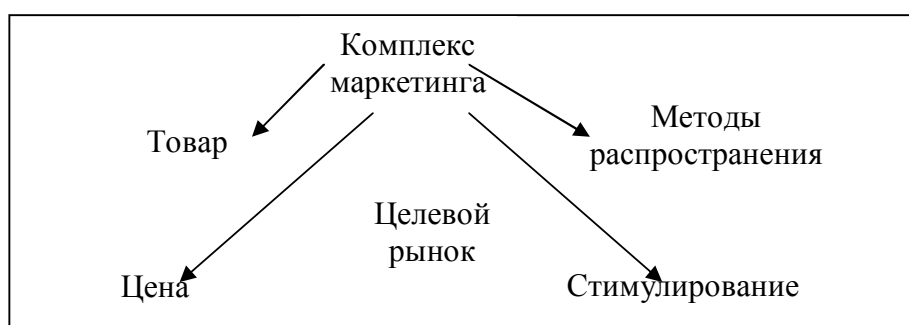 Комплекс
маркетинга
Товар
Методы
распространения
Целевой
рынок
Цена
Стимулирование